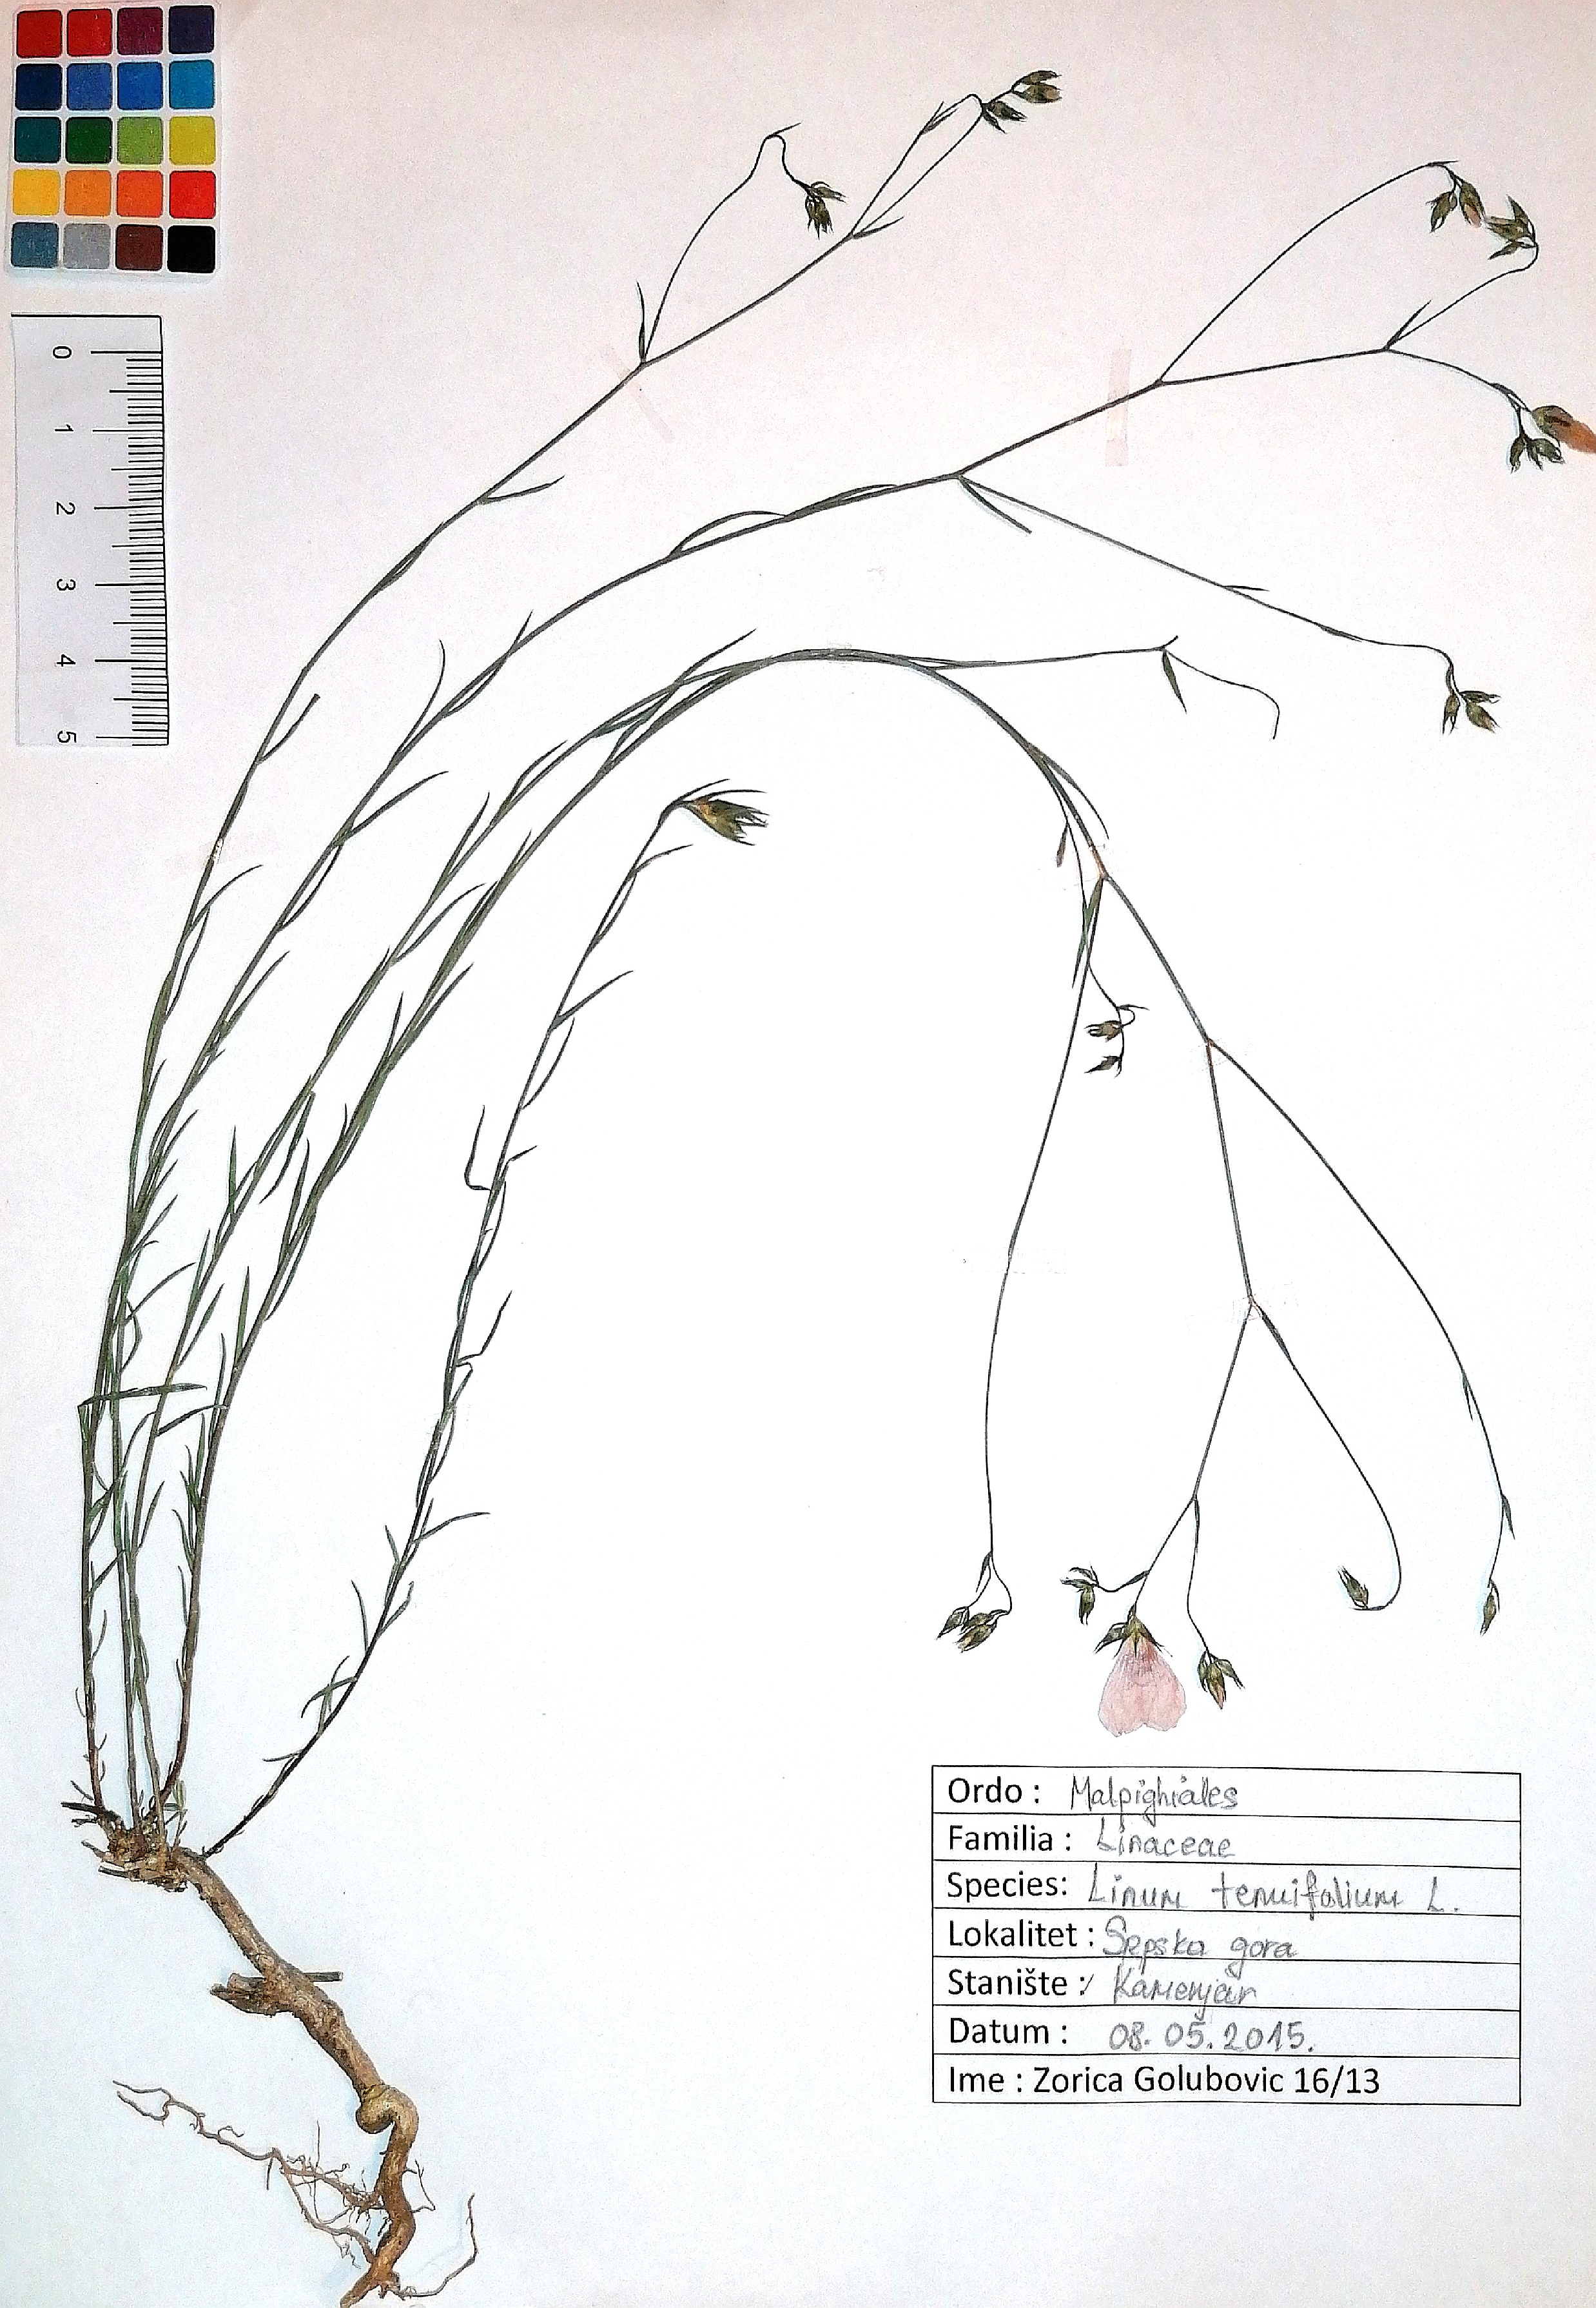 0
1
2
3
4
5
Ordo : Malpighiales
Familia : Linaceae
Species: Linum tenuifolium L.
Lokalitet : Srpska gora
Stanište : Kamenjar
Datum : 08. 05. 2015.
Ime : Zorica Golubovic 16/13